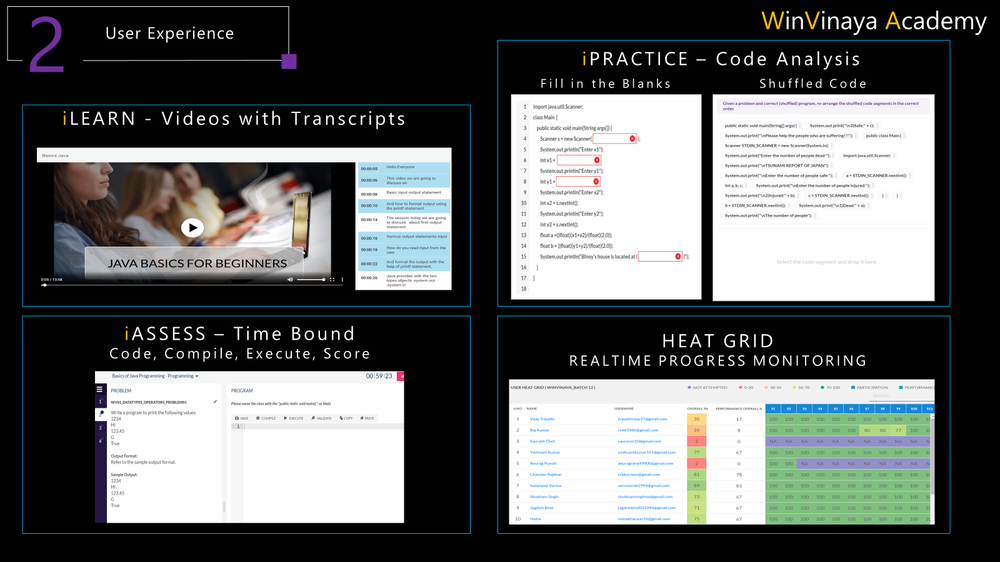 2
User Experience
WinVinaya Academy
iLEARN - Videos with Transcripts
Basics Java
JAVA BASICS FOR BEGINNERS
0:05 / 13:58
00:00:05 Hello Everyone
00:00:06 This video we are going to
discuss on
00:00:08 Basic input output statement
00:00:10 And how to format output using
the printf statement.
00:00:14 The session today we are going
to discuss about first output
statement
00:00:16 Various output statements input
00:00:18 How do you read input from the
user
00:00:22 And format the output with the
help of printf statement,
00:00:26 Java provides with the two
types objects -system.out
,system.in
iPRACTICE – Code Analysis
Fill in the Blanks
1 import java.util.Scanner;
2 class Main {
3 public static void main(String args[]) {
4 Scanner s = new Scanner( );
5 System.out.println("Enter x1");
6 int x1 =
7 System.out.println("Enter y1");
8 int y1 =
9 System.out.println("Enter x2");
10 int x2 = s.nextInt();
11 System.out.println("Enter y2");
12 int y2 = s.nextInt();
13 float a =((float)(x1+x2)/(float)(2.0));
14 float b = ((float)(y1+y2)/(float)(2.0));
15 System.out.println("Binoy's house is located at ( )");
16 }
17 }
18
Shuffled Code
Given a problem and correct (shuffled) program, re-arrange the shuffled code segments in the correct
order.
public static void main(String[] args) { System.out.print("\n3)Safe:" + c);
System.out.print("\nPlease help the people who are suffering!!!"); public class Main {
Scanner STDIN_SCANNER = new Scanner(System.in);
System.out.print("Enter the number of people dead:"); import java.util.Scanner;
System.out.print("\nTSUNAMI REPORT OF JAPAN");
System.out.print("\nEnter the number of people safe:"); a = STDIN_SCANNER.nextInt();
int a, b, c; System.out.print("\nEnter the number of people injured:");
System.out.print("\n2)Injured:" + b); c = STDIN_SCANNER.nextInt(); } }
b = STDIN_SCANNER.nextInt(); System.out.print("\n1)Dead:" + a);
System.out.print("\nThe number of people");
Select the code segment and drop it here
iASSESS – Time Bound
Code, Compile, Execute, Score
Basics of Java Programming - Programming 00:59:23
1
2
3
4
PROBLEM
WV01_DATATYPES_OPERATORS_PROBLEM01
Write a program to print the following values:
1234
HI
123.45
G
True
Output Format:
Refer to the sample output format.
Sample Output:
1234
HI
123.45
G
True
PROGRAM
Please name the class with the "public static void main()" as Main
SAVE COMPILE EXECUTE VALIDATE COPY PASTE
1
HEAT GRID
REALTIME PROGRESS MONITORING
USER HEAT GRID ( WINVINAYA_BATCH 12 ) NOT ATTEMPTED 0-30 30-50 50-70 70-100 PARTICIPATION PERFORMANC
Search
S.NO NAME USERNAME OVERALL % PERFORMANCE OVERALL % S1 S2 S3 S4 S5 S6 S7 S8 S9 S10 S11
1 Vijay Tripathi tripathivijay37@gmail.com 35 17 100 100 100 100 100 100 100 100 100 100 10
2 Raj Kumar rs463586@gmail.com 26 8 100 100 100 100 100 100 80 80 77 100 10
3 Saurabh Dixit sauravsd10@gmail.com 2 0 NA NA NA NA NA NA NA NA NA NA N
4 Yashvant Kumar yashvantkumar101@gmail.com 77 67 100 100 100 100 100 100 100 100 100 100 10
5 Anurag Pundir anuragrana99900@gmail.com 2 0 100 100 NA NA NA NA NA NA NA NA N
6 Chandan Rajbhar rcbkycnew@gmail.com 81 78 100 100 100 100 100 100 100 100 100 100 10
7 Sadanand Varma vermasrnb1995@gmail.com 89 83 100 100 100 100 100 100 100 100 100 100 10
8 Shubham Singh shubhamsinghxnq@gmail.com 73 67 100 100 100 100 100 100 100 100 100 100 10
9 Jagdish Bind jagdishbind031094@gmail.com 71 67 100 100 100 100 100 100 100 100 100 100 10
10 Nisha nishakharwar55@gmail.com 75 67 100 100 100 100 100 100 100 100 100 100 10